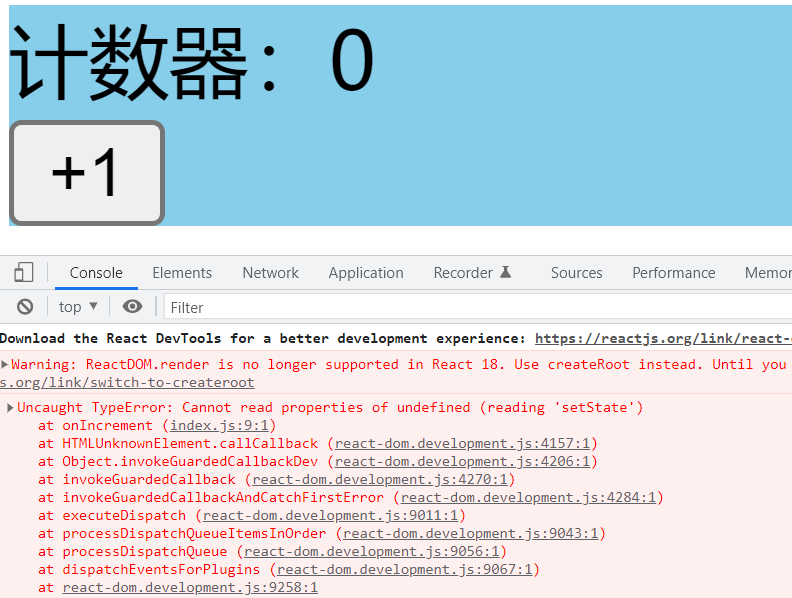 计数器：0
+1
Console Elements Network Application Recorder Sources Performance Memor
top ▼ Filter
Download the React DevTools for a better development experience: https://reactjs.org/link/react-
Warning: ReactDOM.render is no longer supported in React 18. Use createRoot instead. Until you
s.org/link/switch-to-createroot
Uncaught TypeError: Cannot read properties of undefined (reading 'setState')
at onIncrement (index.js:9:1)
at HTMLUnknownElement.callCallback (react-dom.development.js:4157:1)
at Object.invokeGuardedCallbackDev (react-dom.development.js:4206:1)
at invokeGuardedCallback (react-dom.development.js:4270:1)
at invokeGuardedCallbackAndCatchFirstError (react-dom.development.js:4284:1)
at executeDispatch (react-dom.development.js:9011:1)
at processDispatchQueueItemsInOrder (react-dom.development.js:9043:1)
at processDispatchQueue (react-dom.development.js:9056:1)
at dispatchEventsForPlugins (react-dom.development.js:9067:1)
at react-dom.development.js:9258:1